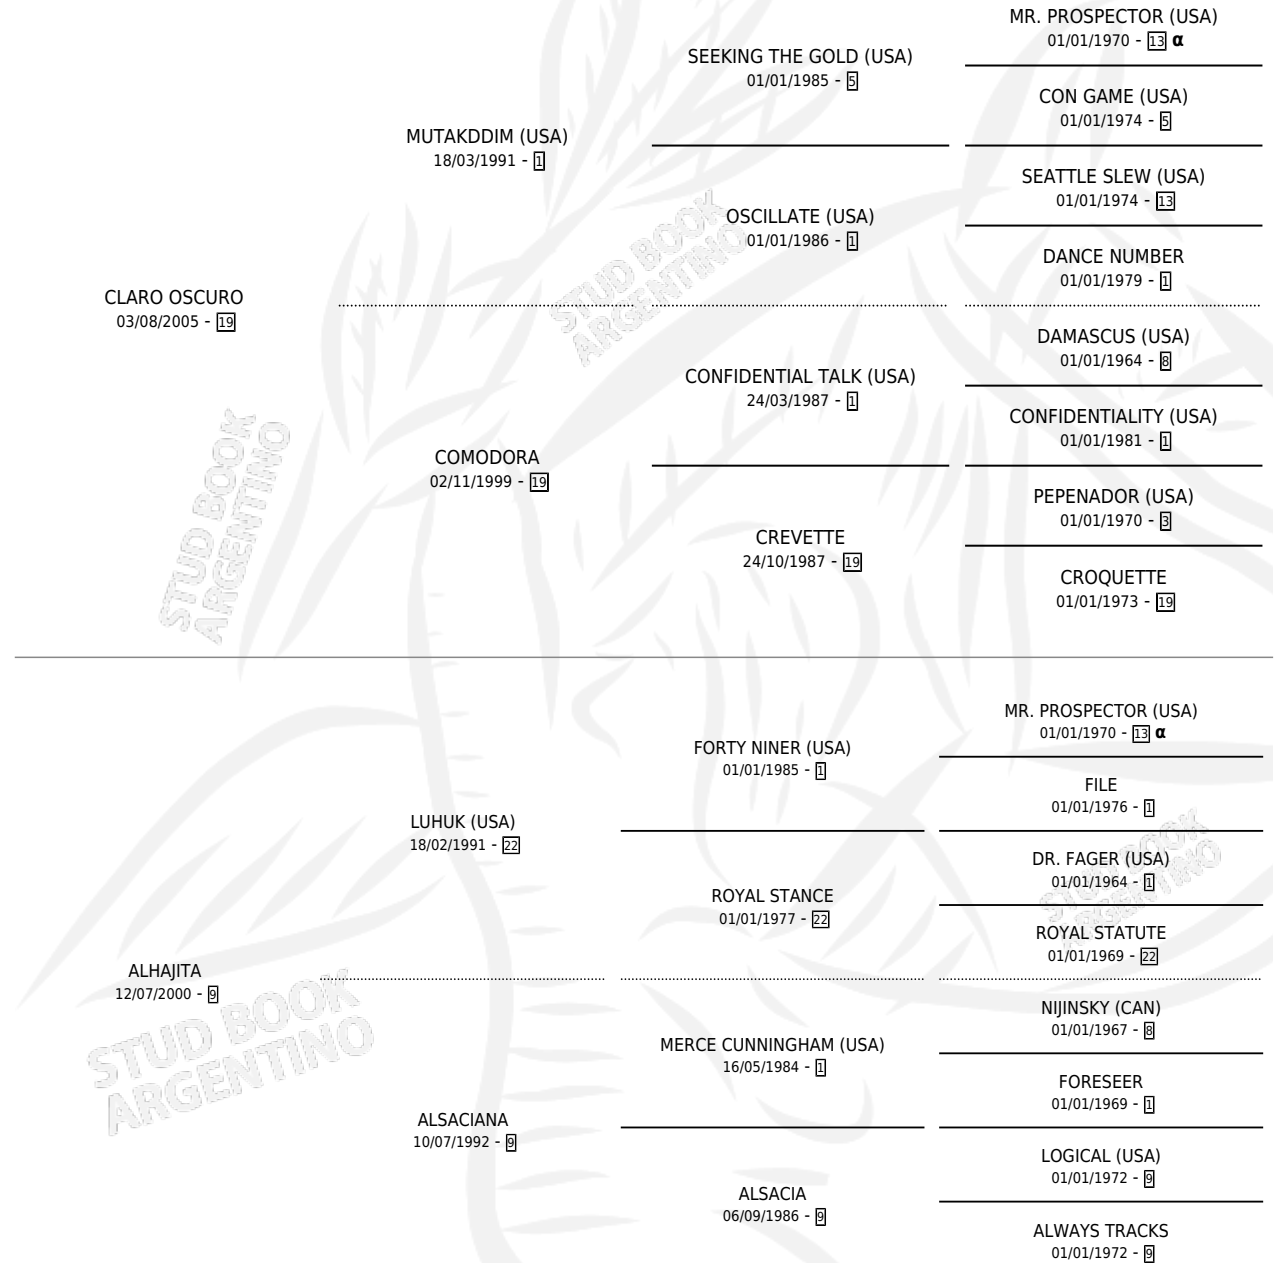 MR. PROSPECTOR (USA)
01/01/1970 - 13 α
SEEKING THE GOLD (USA)
01/01/1985 - 5
CON GAME (USA)
01/01/1974 - 5
MUTAKDDIM (USA)
18/03/1991 - 1
SEATTLE SLEW (USA)
01/01/1974 - 13
OSCILLATE (USA)
01/01/1986 - 1
DANCE NUMBER
01/01/1979 - 1
CLARO OSCURO
03/08/2005 - 19
DAMASCUS (USA)
01/01/1964 - 8
CONFIDENTIAL TALK (USA)
24/03/1987 - 1
CONFIDENTIALITY (USA)
01/01/1981 - 1
COMODORA
02/11/1999 - 19
PEPENADOR (USA)
01/01/1970 - 3
CREVETTE
24/10/1987 - 19
CROQUETTE
01/01/1973 - 19
STUD BOOK
ARGENTINO
STUD BOOK
ARGENTINO
MR. PROSPECTOR (USA)
01/01/1970 - 13 α
FORTY NINER (USA)
01/01/1985 - 1
FILE
01/01/1976 - 1
LUHUK (USA)
18/02/1991 - 22
DR. FAGER (USA)
01/01/1964 - 1
ROYAL STANCE
01/01/1977 - 22
ROYAL STATUTE
01/01/1969 - 22
ALHAJITA
12/07/2000 - 9
NIJINSKY (CAN)
01/01/1967 - 8
MERCE CUNNINGHAM (USA)
16/05/1984 - 1
FORESEER
01/01/1969 - 1
ALSACIANA
10/07/1992 - 9
LOGICAL (USA)
01/01/1972 - 9
ALSACIA
06/09/1986 - 9
ALWAYS TRACKS
01/01/1972 - 9
STUD BOOK
ARGENTINO
STUD BOOK
ARGENTINO